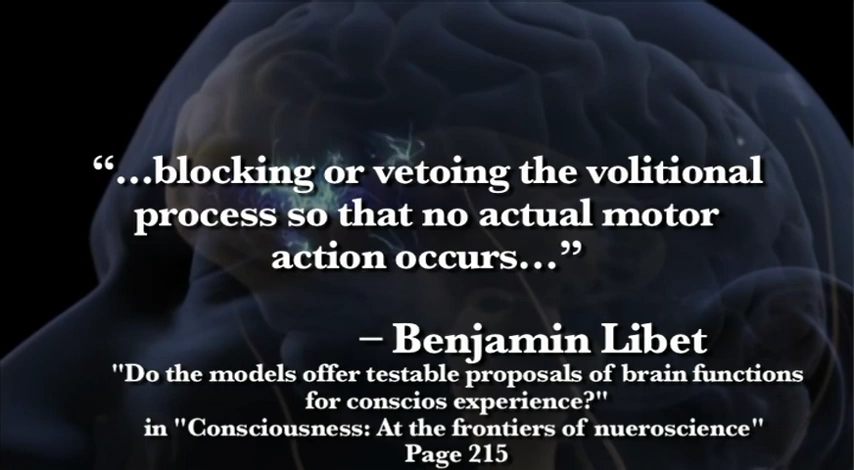 “...blocking or vetoing the volitional
process so that no actual motor
action occurs...”
– Benjamin Libet
"Do the models offer testable proposals of brain functions
for conscios experience?"
in "Consciousness: At the frontiers of nueroscience"
Page 215